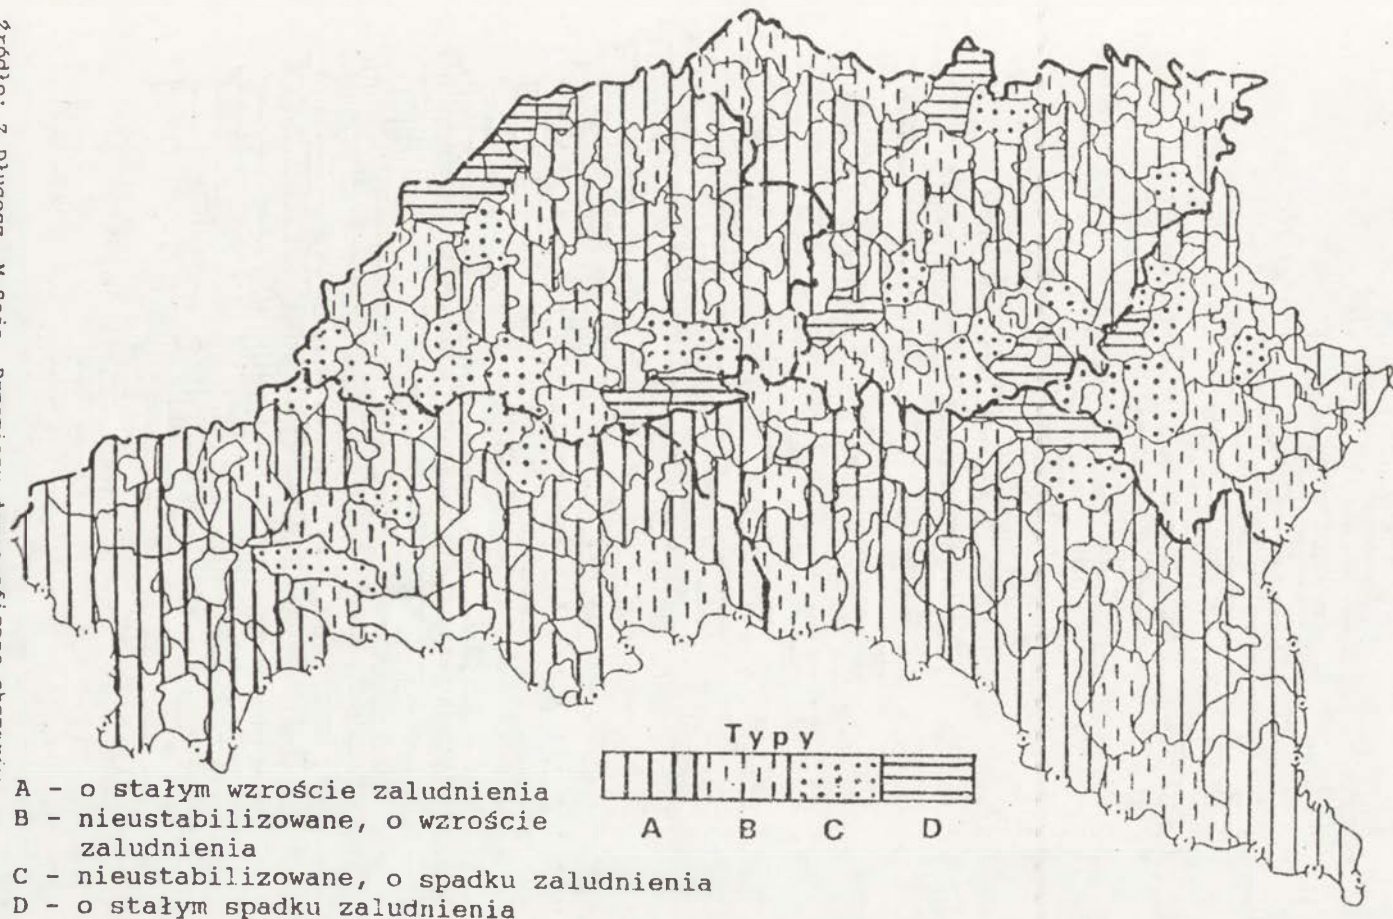 Typy
A B C D
A - o stałym wzroście zaludnienia
B - nieustabilizowane, o wzroście
zaludnienia
C - nieustabilizowane, o spadku zaludnienia
D - o stałym spadku zaludnienia